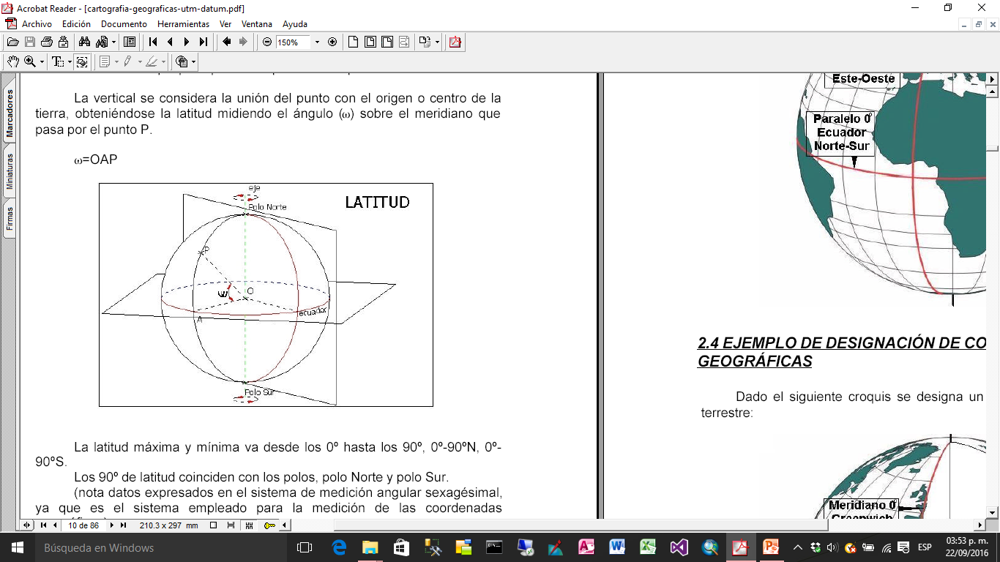 Acrobat Reader - [cartografia-geograficas-utm-datum.pdf]
Archivo Edición Documento Herramientas Ver Ventana Ayuda
150%
Marcadores
Miniaturas
Firmas
La vertical se considera la unión del punto con el origen o centro de la
tierra, obteniéndose la latitud midiendo el ángulo (ω) sobre el meridiano que
pasa por el punto P.
ω=OAP
LATITUD
eje
Polo Norte
P
O
ω
A
ecuador
Polo Sur
La latitud máxima y mínima va desde los 0º hasta los 90º, 0º-90ºN, 0º-
90ºS.
Los 90º de latitud coinciden con los polos, polo Norte y polo Sur.
(nota datos expresados en el sistema de medición angular sexagésimal,
ya que es el sistema empleado para la medición de las coordenadas
Este-Oeste
Paralelo 0º
Ecuador
Norte-Sur
2.4 EJEMPLO DE DESIGNACIÓN DE CO
GEOGRÁFICAS
Dado el siguiente croquis se designa un
terrestre:
Meridiano 0º
Greenwich
10 de 86
210.3 x 297 mm
Búsqueda en Windows
ESP
03:53 p. m.
22/09/2016